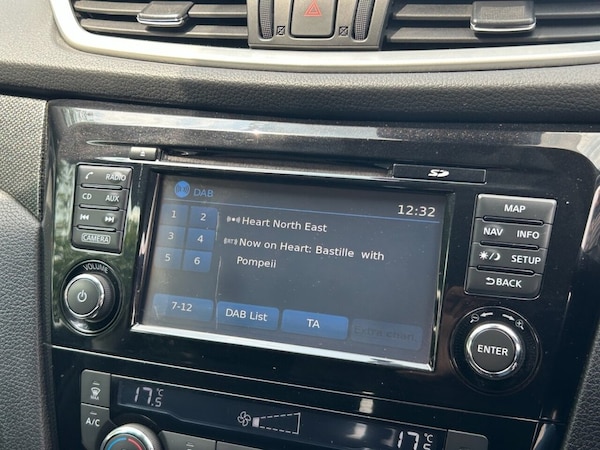 PHONE RADIO
CD AUX
CAMERA
VOLUME
DAB
12:32
1 2
3 4
5 6
Heart North East
Now on Heart: Bastille with
Pompeii
7-12
DAB List
TA
SD
MAP
NAV INFO
SETUP
BACK
ENTER
MAX
A/C
17.5°C
17.5°C